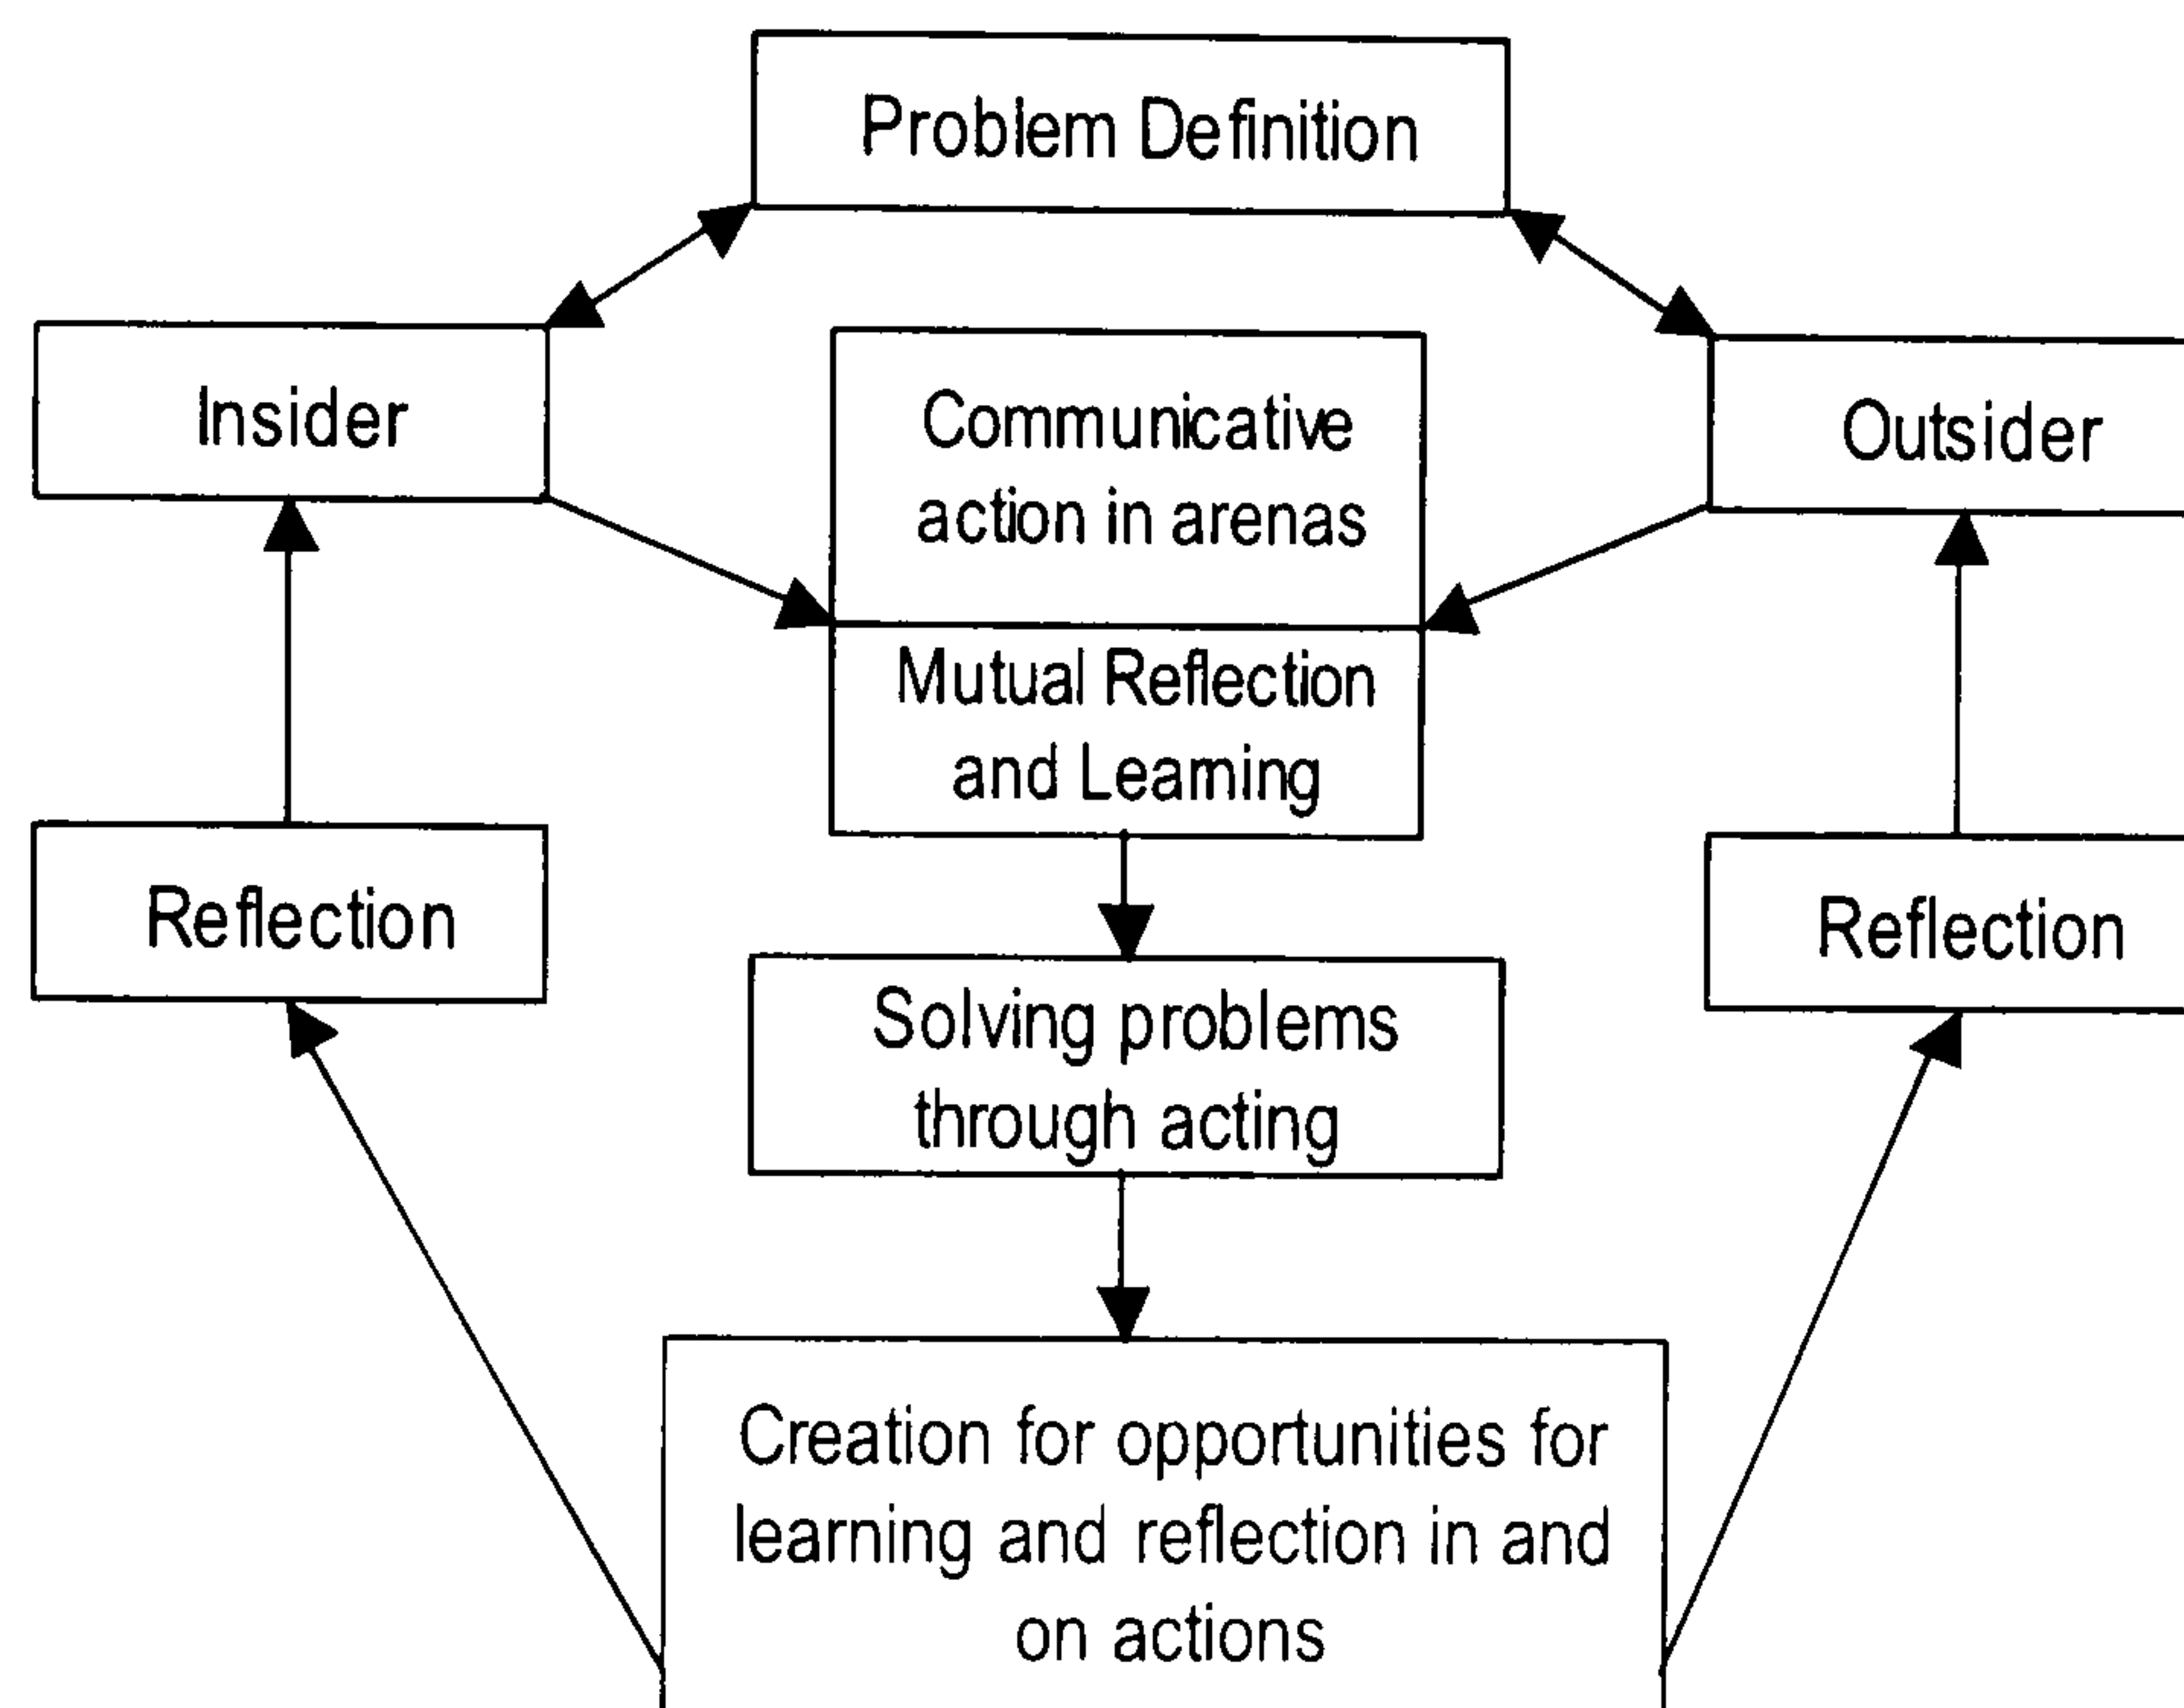 Problem Definition
Insider
Communicative
action in arenas
Outsider
Mutual Reflection
and Learning
Reflection
Reflection
Solving problems
through acting
Creation for opportunities for
learning and reflection in and
on actions